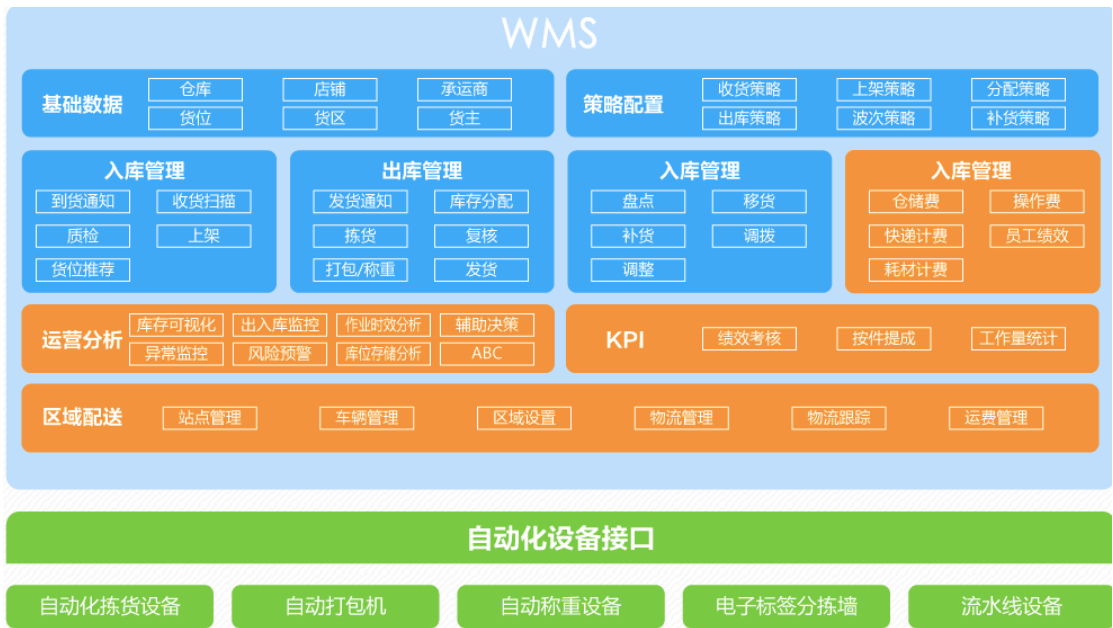 WMS
基础数据
仓库 店铺 承运商
货位 货区 货主
策略配置
收货策略 上架策略 分配策略
出库策略 波次策略 补货策略
入库管理
到货通知 收货扫描
质检 上架
货位推荐
出库管理
发货通知 库存分配
拣货 复核
打包/称重 发货
入库管理
盘点 移货
补货 调拨
调整
入库管理
仓储费 操作费
快递计费 员工绩效
耗材计费
运营分析
库存可视化 出入库监控 作业时效分析 辅助决策
异常监控 风险预警 库位存储分析 ABC
KPI
绩效考核 按件提成 工作量统计
区域配送 站点管理 车辆管理 区域设置 物流管理 物流跟踪 运费管理
自动化设备接口
自动化拣货设备 自动打包机 自动称重设备 电子标签分拣墙 流水线设备